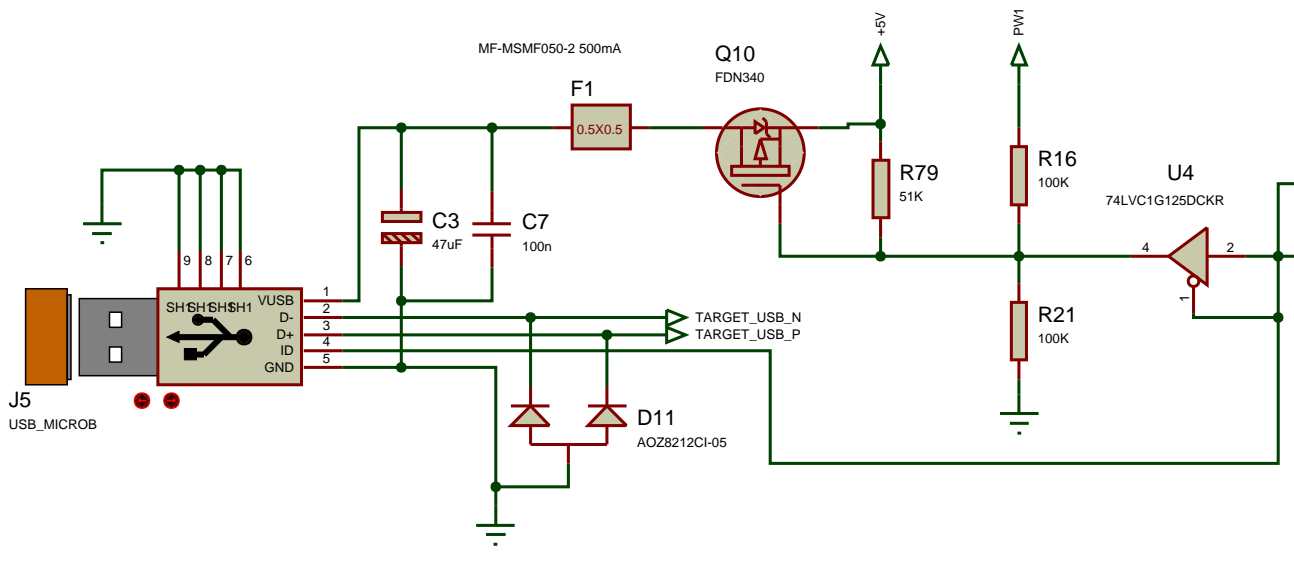 +5V
PW1
MF-MSMF050-2 500mA
Q10
FDN340
F1
0.5X0.5
R79
51K
R16
100K
U4
74LVC1G125DCKR
4
2
1
C3
47uF
C7
100n
9
8
7
6
SH1
SH1
SH1
SH1
VUSB
1
D-
2
D+
3
ID
4
GND
5
TARGET_USB_N
TARGET_USB_P
R21
100K
J5
USB_MICROB
D11
AOZ8212CI-05